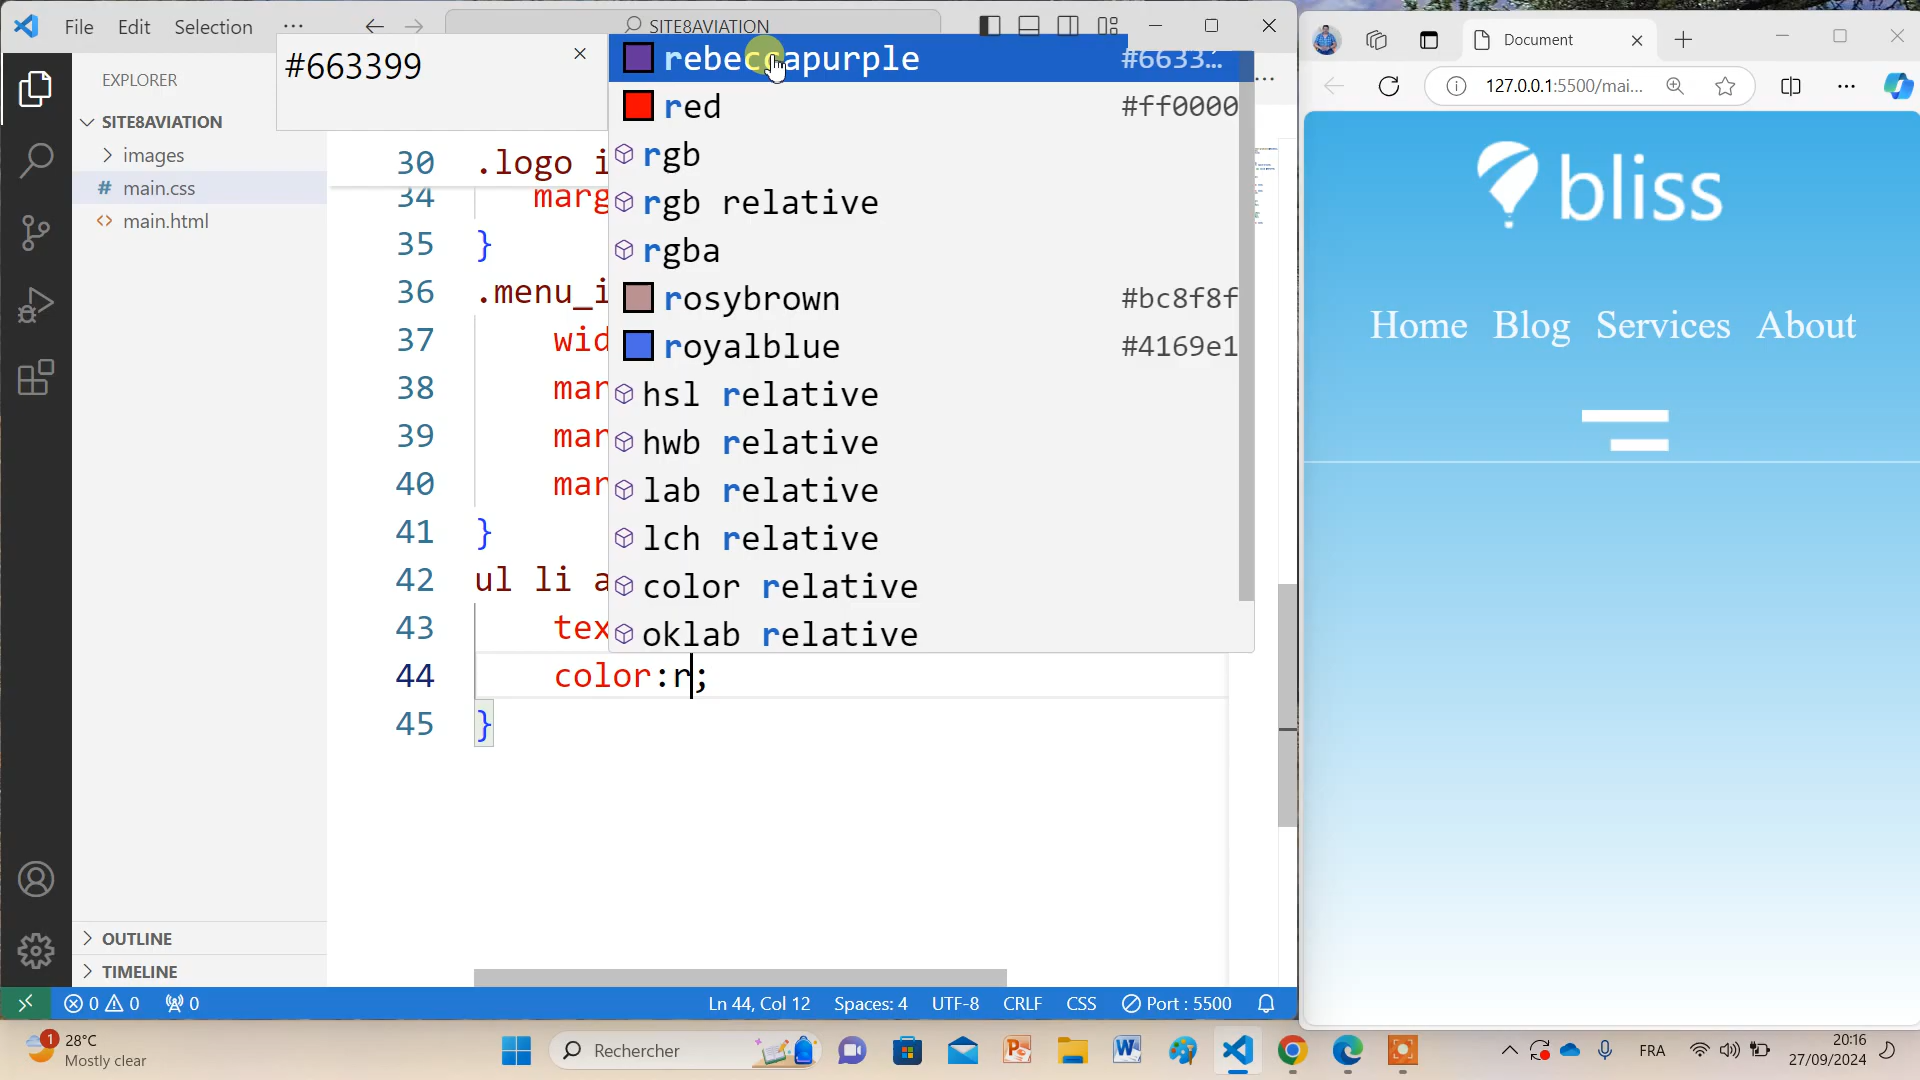 File Edit Selection ··· SITE8AVIATION
EXPLORER
SITE8AVIATION
images
# main.css
<> main.html
OUTLINE
TIMELINE
#663399
rebeccapurple
red #ff0000
rgb
rgb relative
rgba
rosybrown #bc8f8f
royalblue #4169e1
hsl relative
hwb relative
lab relative
lch relative
color relative
oklab relative
30 .logo i
34 marg
35 }
36 .menu_i
37 wid
38 mar
39 mar
40 mar
41 }
42 ul li a
43 tex
44 color:r;
45 }
0 0 0 Ln 44, Col 12 Spaces: 4 UTF-8 CRLF CSS Port : 5500
Document
127.0.0.1:5500/mai...
bliss
Home Blog Services About
1 28°C
Mostly clear
Rechercher
FRA
20:16
27/09/2024